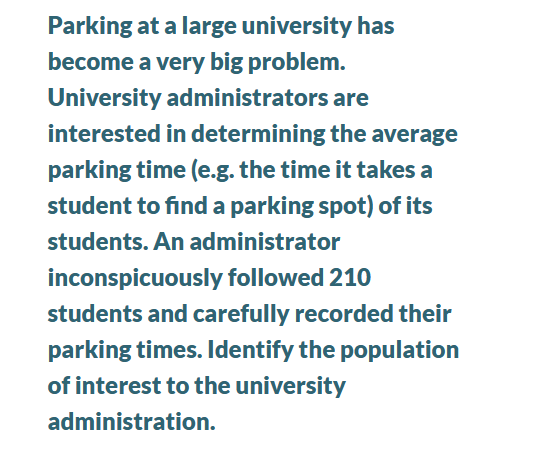 Parking at a large university has
become a very big problem.
University administrators are
interested in determining the average
parking time (e.g. the time it takes a
student to find a parking spot) of its
students. An administrator
inconspicuously followed 210
students and carefully recorded their
parking times. Identify the population
of interest to the university
administration.